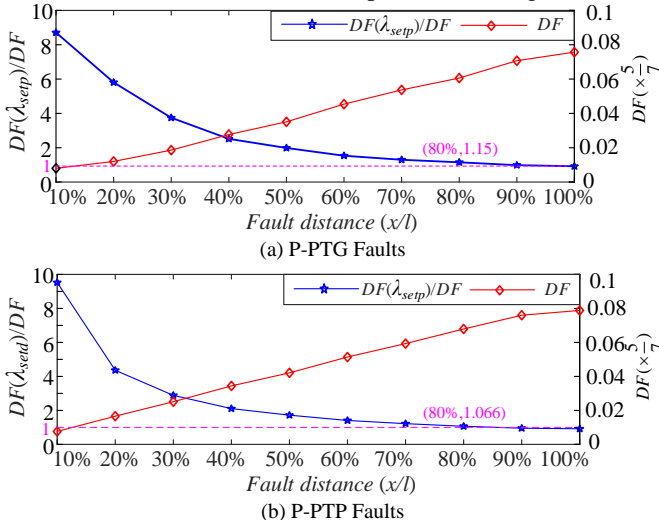 10
8
6
4
2
1
0
DF(λsetp)/DF
DF(λsetp)/DF
DF
0.1
0.08
0.06
0.04
0.02
0
DF(×5/7)
(80%,1.15)
10% 20% 30% 40% 50% 60% 70% 80% 90% 100%
Fault distance (x/l)
(a) P-PTG Faults
10
8
6
4
2
1
0
DF(λsetd)/DF
DF(λsetp)/DF
DF
0.1
0.08
0.06
0.04
0.02
0
DF(×5/7)
(80%,1.066)
10% 20% 30% 40% 50% 60% 70% 80% 90% 100%
Fault distance (x/l)
(b) P-PTP Faults